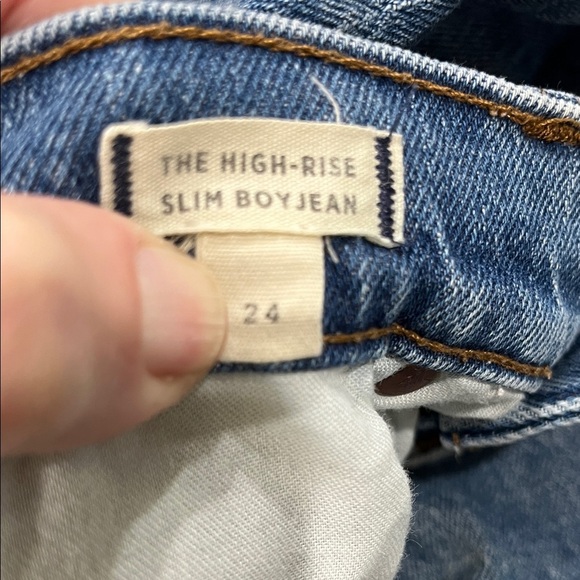 THE HIGH-RISE
SLIM BOYJEAN
24